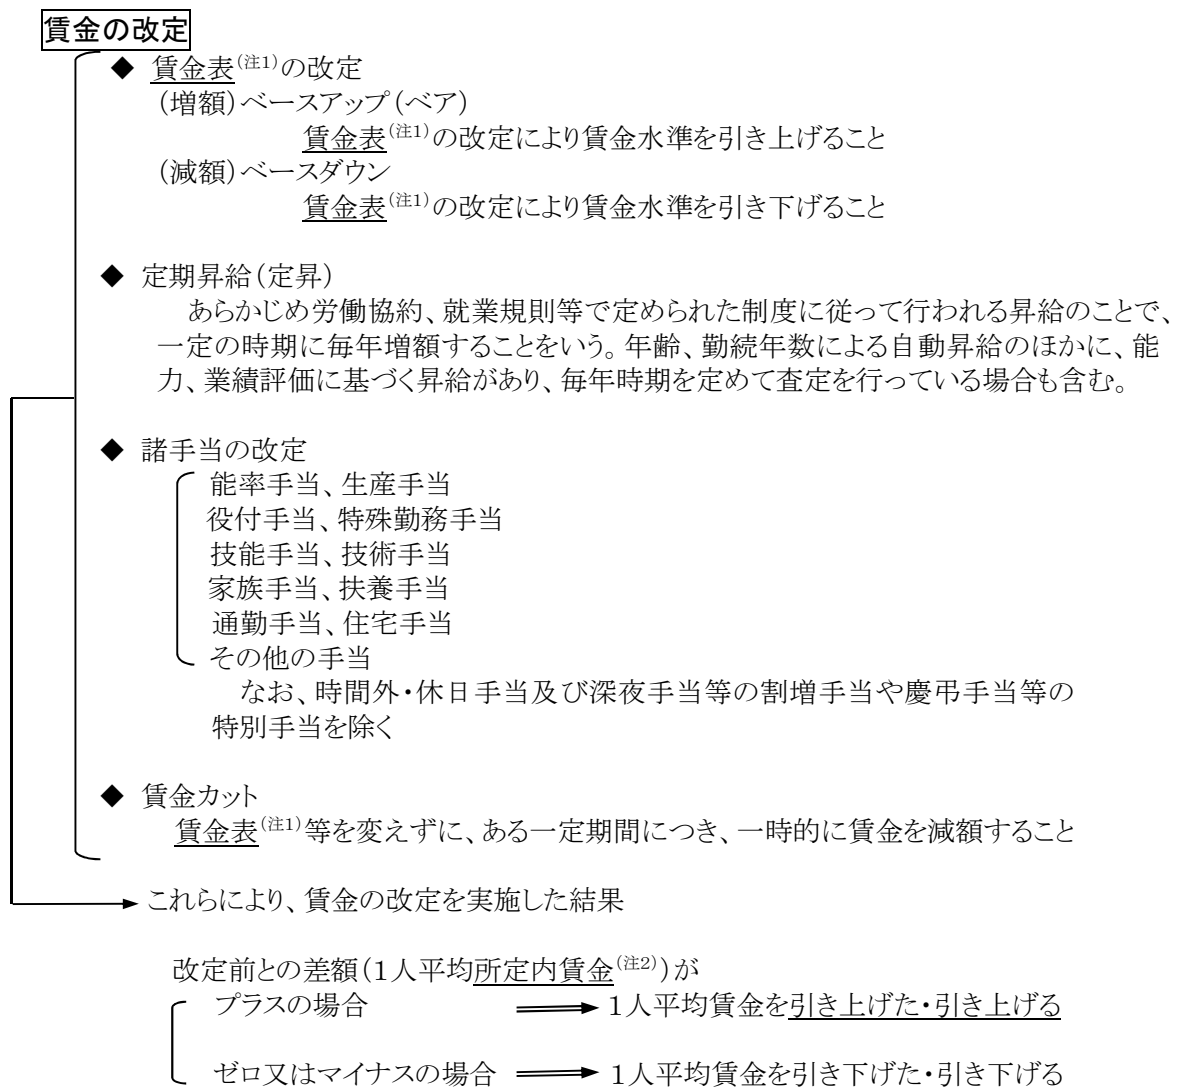 賃金の改定
◆ 賃金表(注1)の改定
(増額)ベースアップ(ベア)
賃金表(注1)の改定により賃金水準を引き上げること
(減額)ベースダウン
賃金表(注1)の改定により賃金水準を引き下げること
◆ 定期昇給(定昇)
あらかじめ労働協約、就業規則等で定められた制度に従って行われる昇給のことで、
一定の時期に毎年増額することをいう。年齢、勤続年数による自動昇給のほかに、能
力、業績評価に基づく昇給があり、毎年時期を定めて査定を行っている場合も含む。
◆ 諸手当の改定
能率手当、生産手当
役付手当、特殊勤務手当
技能手当、技術手当
家族手当、扶養手当
通勤手当、住宅手当
その他の手当
なお、時間外・休日手当及び深夜手当等の割増手当や慶弔手当等の
特別手当を除く
◆ 賃金カット
賃金表(注1)等を変えずに、ある一定期間につき、一時的に賃金を減額すること
これらにより、賃金の改定を実施した結果
改定前との差額(1人平均所定内賃金(注2))が
プラスの場合 1人平均賃金を引き上げた・引き上げる
ゼロ又はマイナスの場合 1人平均賃金を引き下げた・引き下げる